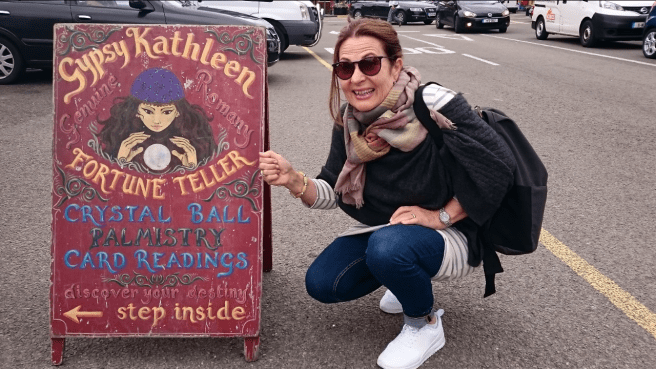 Gypsy Kathleen
Genuine Romany
FORTUNE TELLER
CRYSTAL BALL
PALMISTRY
CARD READINGS
discover your destiny
← step inside